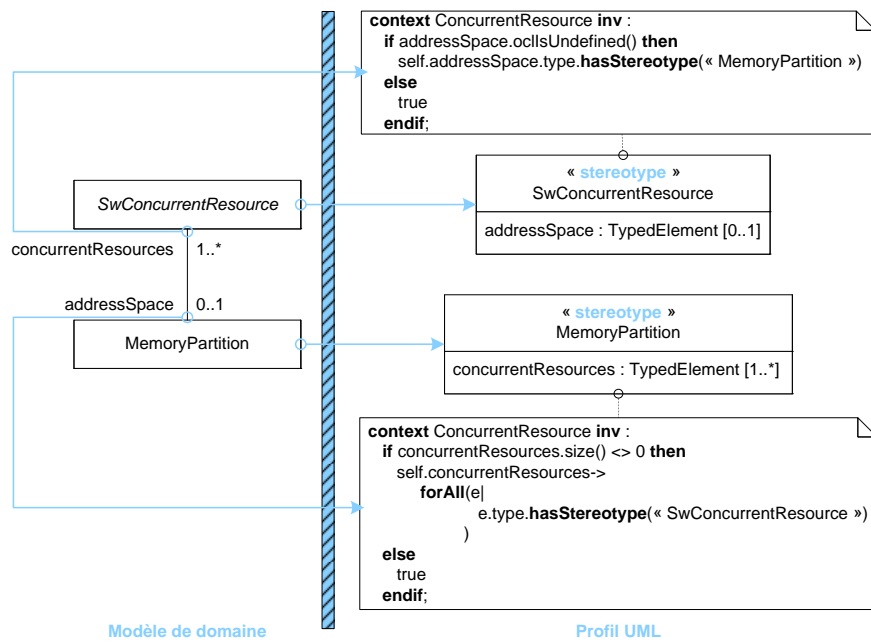 context ConcurrentResource inv :
if addressSpace.oclIsUndefined() then
self.addressSpace.type.hasStereotype(« MemoryPartition »)
else
true
endif;
« stereotype »
SwConcurrentResource
addressSpace : TypedElement [0..1]
SwConcurrentResource
concurrentResources 1..*
addressSpace 0..1
MemoryPartition
« stereotype »
MemoryPartition
concurrentResources : TypedElement [1..*]
context ConcurrentResource inv :
if concurrentResources.size() <> 0 then
self.concurrentResources->
forAll(e|
e.type.hasStereotype(« SwConcurrentResource »)
)
else
true
endif;
Modèle de domaine
Profil UML